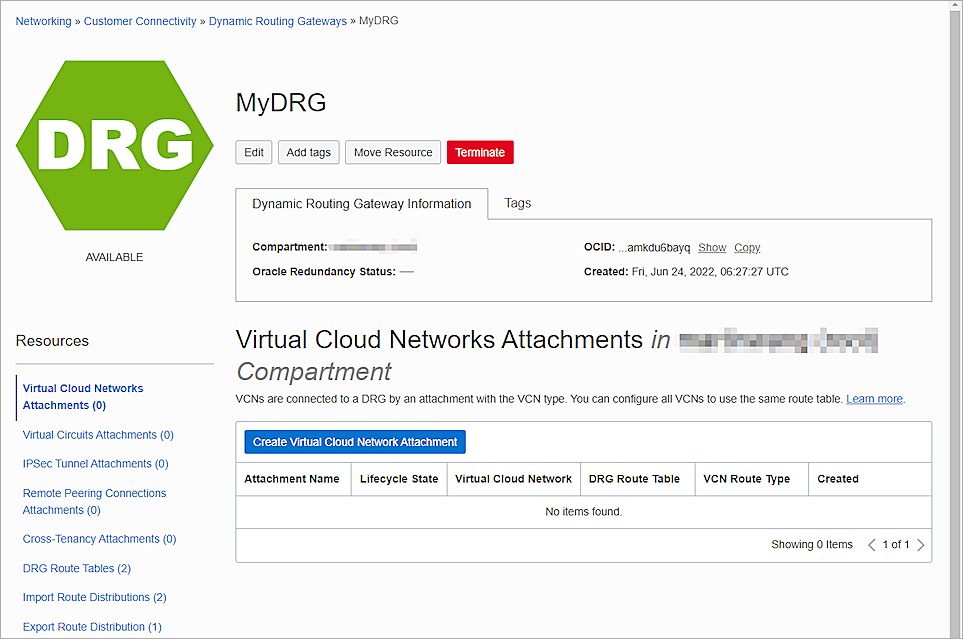 Networking » Customer Connectivity » Dynamic Routing Gateways » MyDRG
DRG
AVAILABLE
MyDRG
Edit Add tags Move Resource Terminate
Dynamic Routing Gateway Information Tags
Compartment:
OCID: ...amkdu6bayq Show Copy
Oracle Redundancy Status: —
Created: Fri, Jun 24, 2022, 06:27:27 UTC
Resources
Virtual Cloud Networks
Attachments (0)
Virtual Circuits Attachments (0)
IPSec Tunnel Attachments (0)
Remote Peering Connections
Attachments (0)
Cross-Tenancy Attachments (0)
DRG Route Tables (2)
Import Route Distributions (2)
Export Route Distribution (1)
Virtual Cloud Networks Attachments in
Compartment
VCNs are connected to a DRG by an attachment with the VCN type. You can configure all VCNs to use the same route table. Learn more.
Create Virtual Cloud Network Attachment
Attachment Name Lifecycle State Virtual Cloud Network DRG Route Table VCN Route Type Created
No items found.
Showing 0 Items < 1 of 1 >